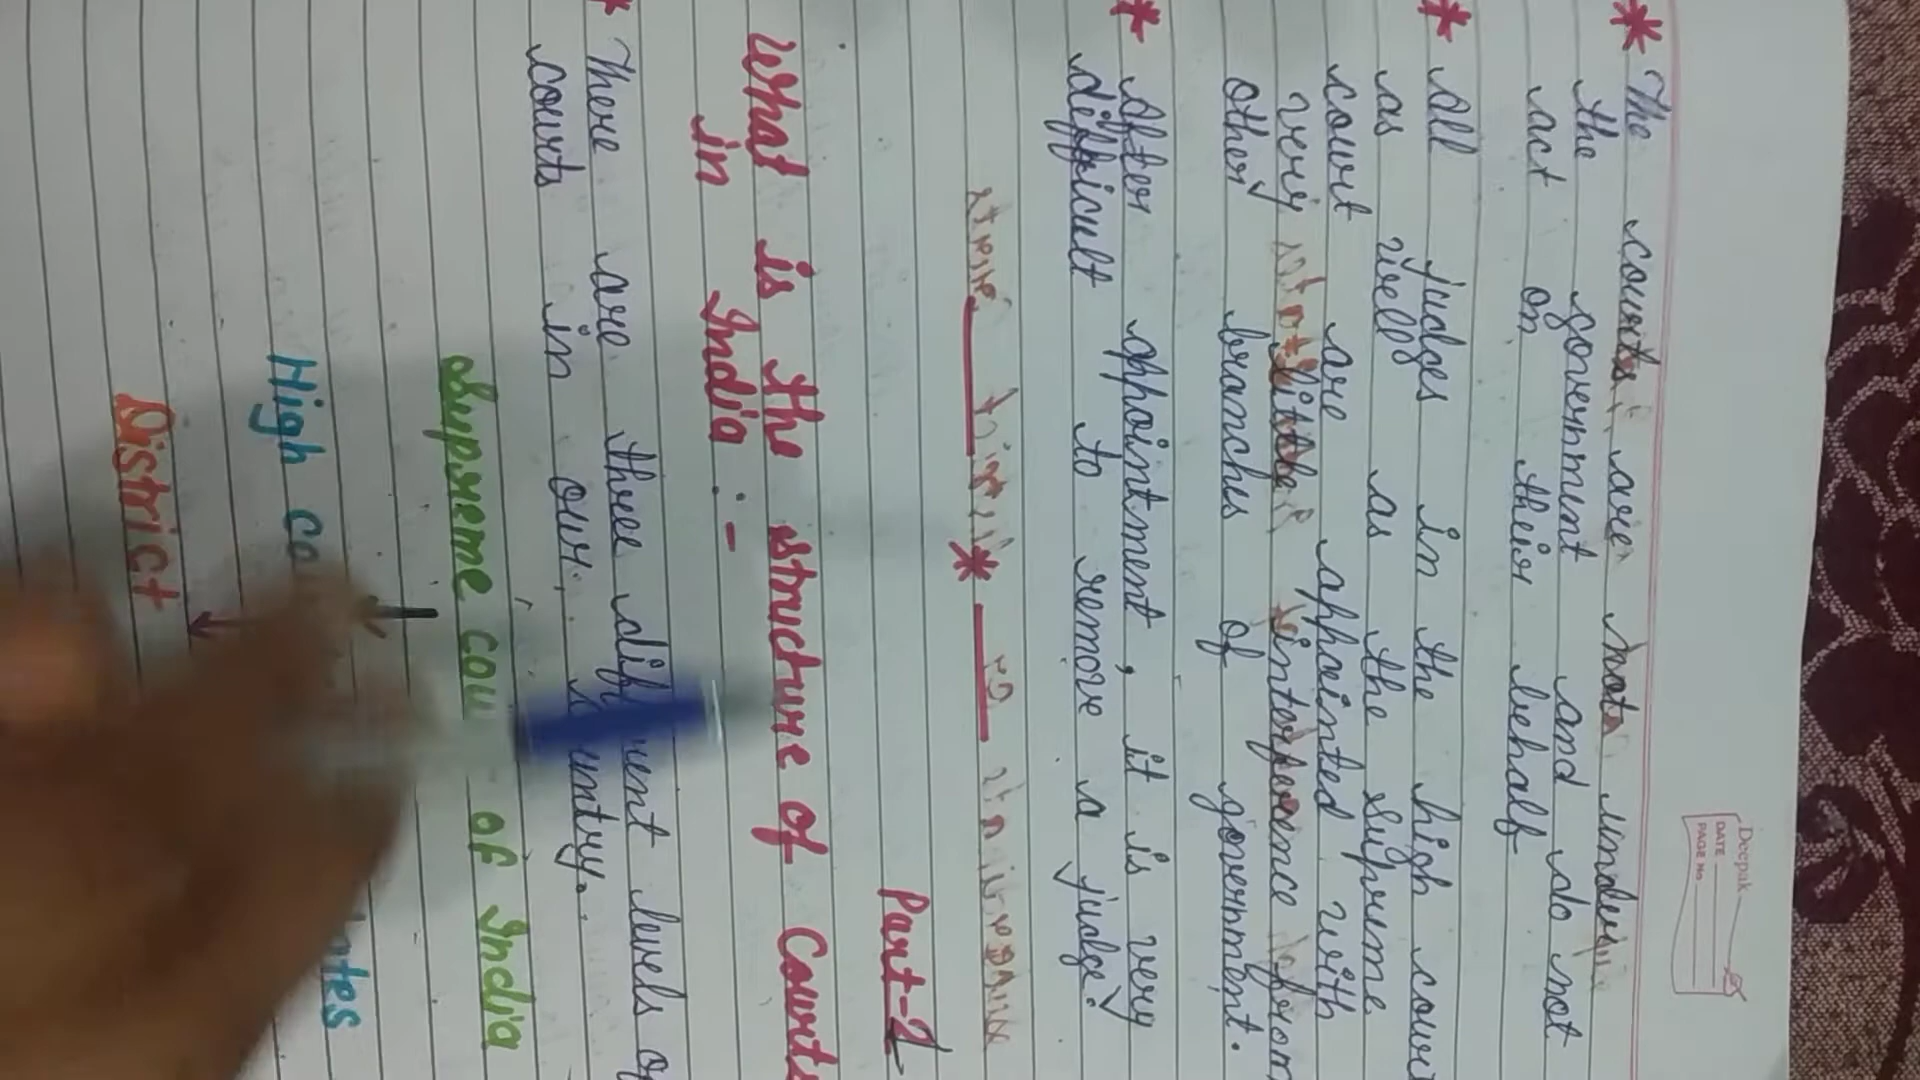 Deepak
DATE
PAGE No.
* The courts are not under
the government and do not
act on their behalf
* All judges in the high court
as well as the supreme
court are appointed with
very little interference from
other branches of government.
* After appointment, it is very
difficult to remove a judge.
Part-2
What is the structure of Courts
in India :-
* There are three different levels of
courts in our country.
Supreme Cou of India
High Co
District